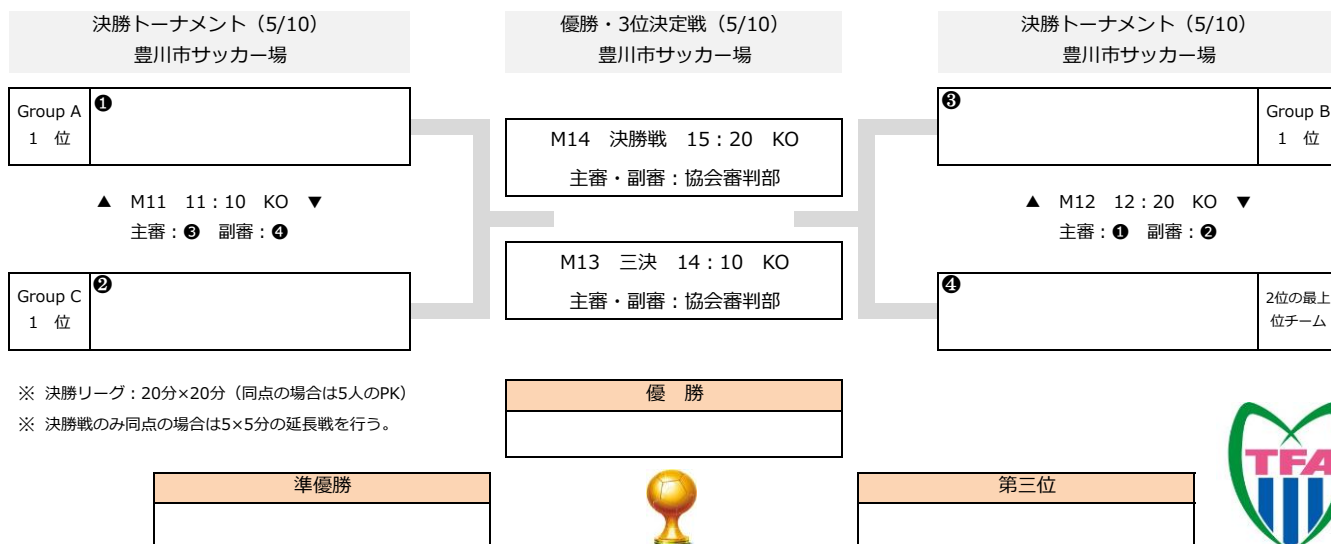 決勝トーナメント（5/10）
豊川市サッカー場
優勝・3位決定戦（5/10）
豊川市サッカー場
決勝トーナメント（5/10）
豊川市サッカー場
Group A
1 位
❶
▲ M11 11：10 KO ▼
主審：❸ 副審：❹
Group C
1 位
❷
M14 決勝戦 15：20 KO
主審・副審：協会審判部
M13 三決 14：10 KO
主審・副審：協会審判部
❸
Group B
1 位
▲ M12 12：20 KO ▼
主審：❶ 副審：❷
❹
2位の最上
位チーム
※ 決勝リーグ：20分×20分（同点の場合は5人のPK）
※ 決勝戦のみ同点の場合は5×5分の延長戦を行う。
優 勝
準優勝
第三位
TFA